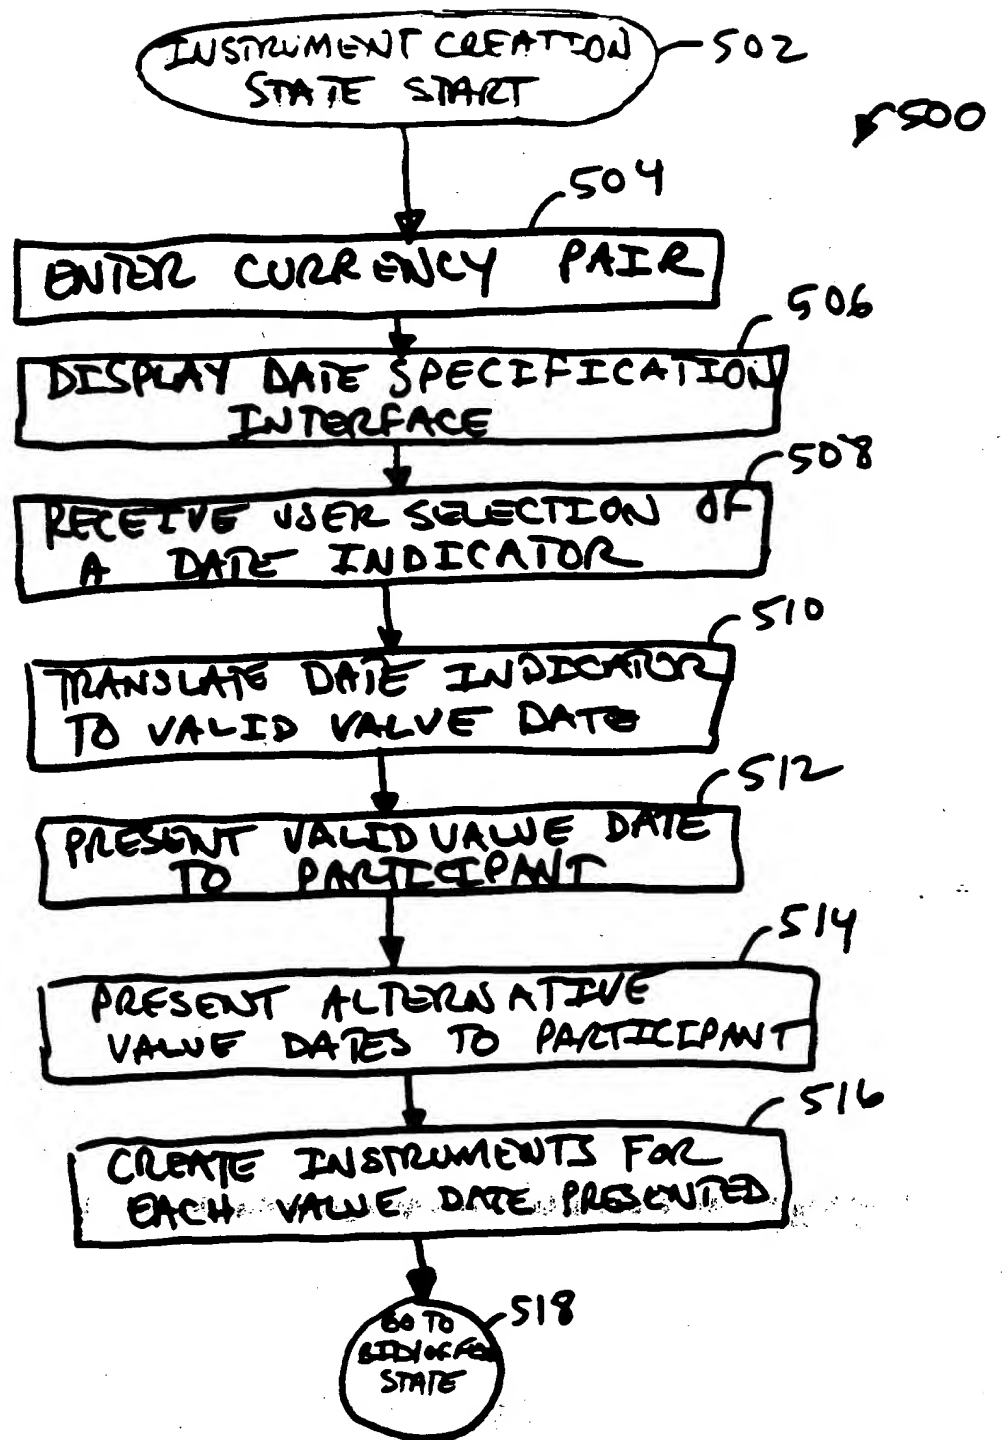 INSTRUMENT CREATION
STATE START
502
500
504
ENTER CURRENCY PAIR
506
DISPLAY DATE SPECIFICATION
INTERFACE
508
RECEIVE USER SELECTION OF
A DATE INDICATOR
510
TRANSLATE DATE INDICATOR
TO VALID VALUE DATE
512
PRESENT VALID VALUE DATE
TO PARTICIPANT
514
PRESENT ALTERNATIVE
VALUE DATES TO PARTICIPANT
516
CREATE INSTRUMENTS FOR
EACH VALUE DATE PRESENTED
518
GO TO
BID/OFFER
STATE